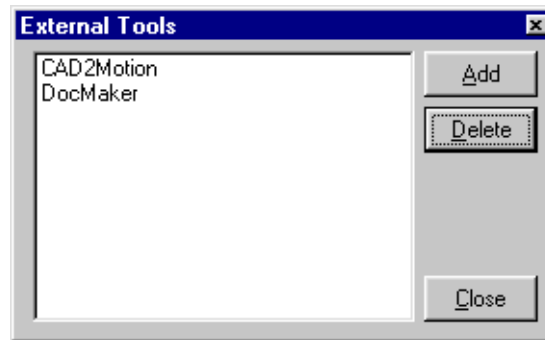 External Tools
CAD2Motion
DocMaker
Add
Delete
Close